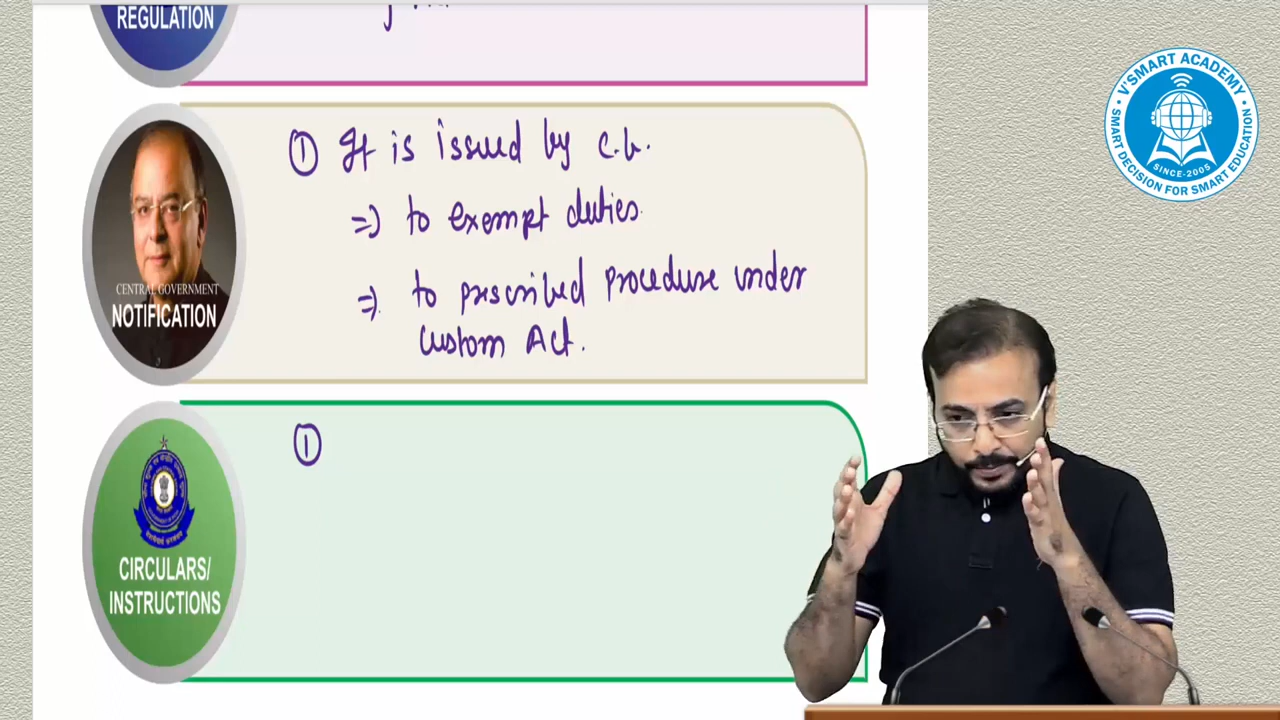 REGULATION
① It is issued by C.G.
=> to exempt duties.
=> to prescribed procedure under
Custom Act.
CENTRAL GOVERNMENT
NOTIFICATION
①
CIRCULARS/
INSTRUCTIONS
V'SMART ACADEMY
SINCE-2005
SMART DECISION FOR SMART EDUCATION